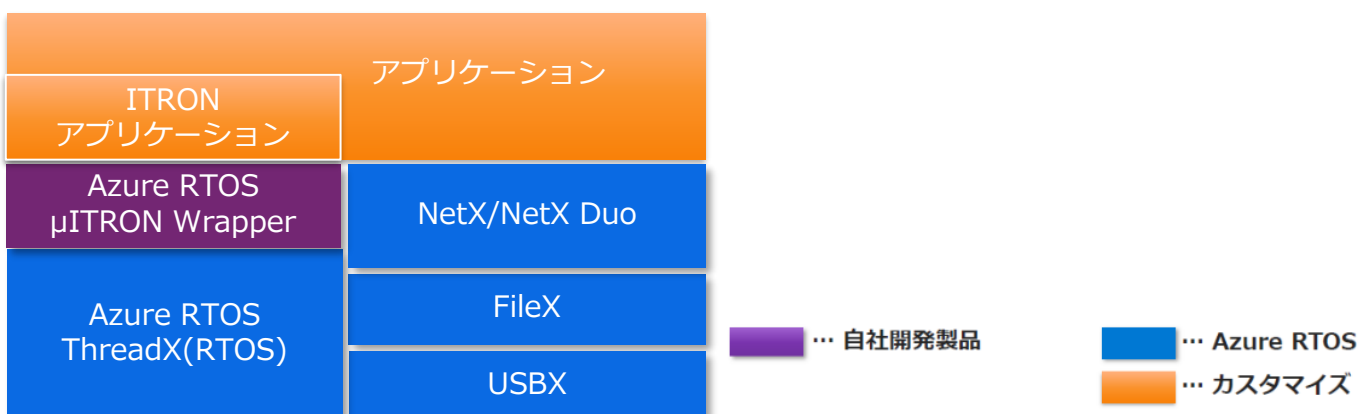 アプリケーション
ITRON
アプリケーション
Azure RTOS
μITRON Wrapper
NetX/NetX Duo
Azure RTOS
ThreadX(RTOS)
FileX
USBX
… 自社開発製品
… Azure RTOS
… カスタマイズ